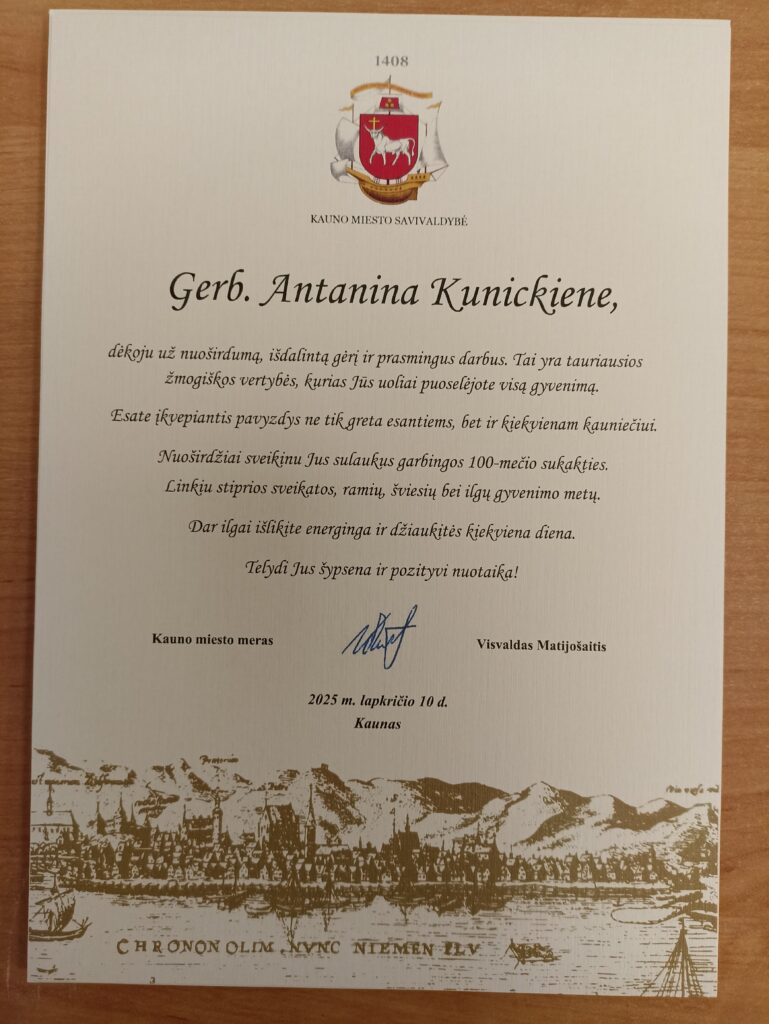 1408
KAUNO MIESTO SAVIVALDYBĖ
Gerb. Antanina Kunickiene,
dėkoju už nuoširdumą, išdalintą gėrį ir prasmingus darbus. Tai yra tauriausios
žmogiškos vertybės, kurias Jūs uoliai puoselėjote visą gyvenimą.
Esate įkvepiantis pavyzdys ne tik greta esantiems, bet ir kiekvienam kauniečiui.
Nuoširdžiai sveikinu Jus sulaukus garbingos 100-mečio sukakties.
Linkiu stiprios sveikatos, ramių, šviesių bei ilgų gyvenimo metų.
Dar ilgai išlikite energinga ir džiaukitės kiekviena diena.
Telydi Jus šypsena ir pozityvi nuotaika!
Kauno miesto meras
Visvaldas Matijošaitis
2025 m. lapkričio 10 d.
Kaunas
CHRONON OLIM, NVNC NIEMEN FLV